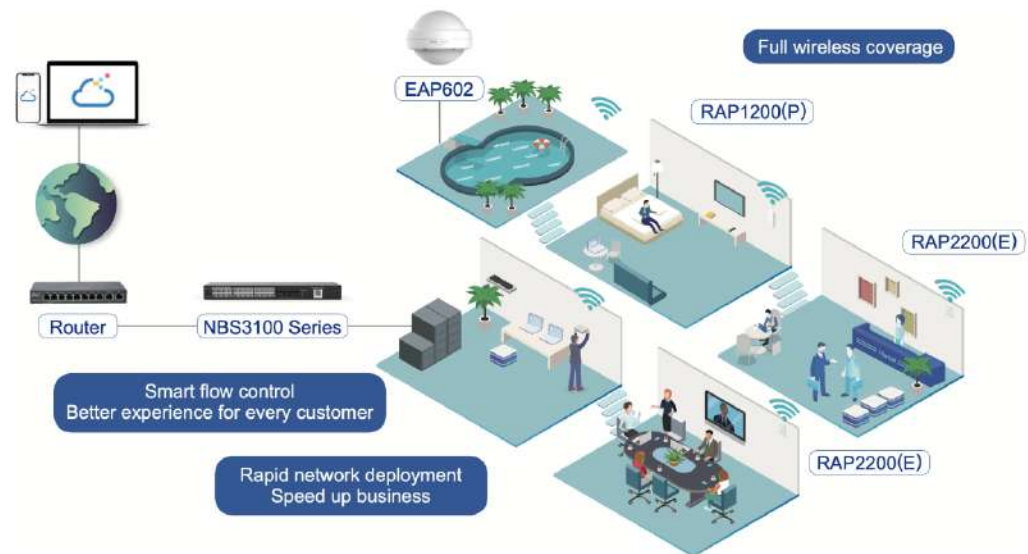 Full wireless coverage
EAP602
RAP1200(P)
RAP2200(E)
Router
NBS3100 Series
Smart flow control
Better experience for every customer
RAP2200(E)
Rapid network deployment
Speed up business